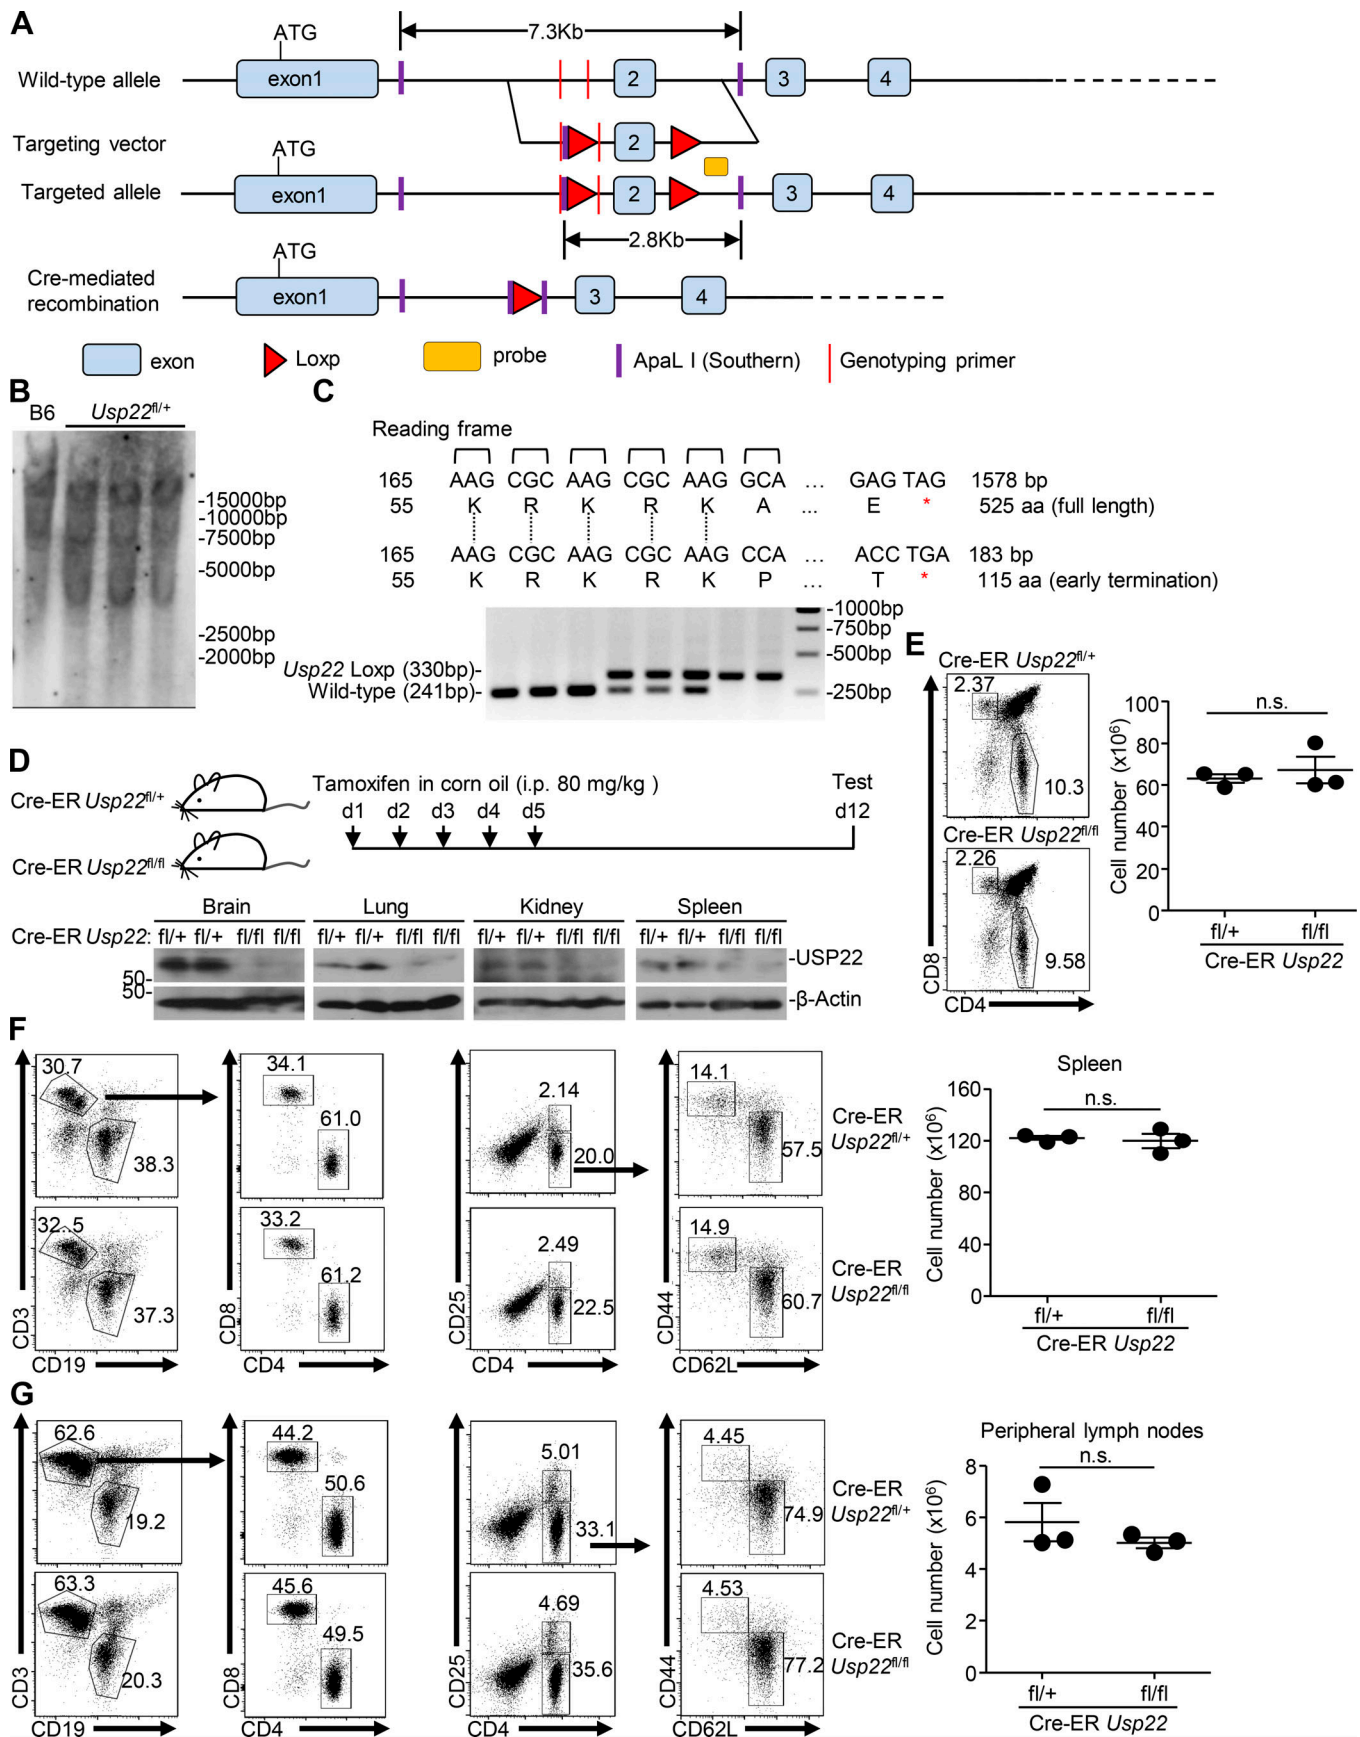 A
ATG
7.3Kb
Wild-type allele exon1 2 3 4
Targeting vector 2
ATG
Targeted allele exon1 2 3 4
2.8Kb
ATG
Cre-mediated recombination exon1 3 4
exon Loxp probe ApaL I (Southern) Genotyping primer
B
B6 Usp22fl/+
-15000bp
-10000bp
-7500bp
-5000bp
-2500bp
-2000bp
C
Reading frame
165 AAG CGC AAG CGC AAG GCA ... GAG TAG 1578 bp
55 K R K R K A ... E * 525 aa (full length)
165 AAG CGC AAG CGC AAG CCA ... ACC TGA 183 bp
55 K R K R K P ... T * 115 aa (early termination)
-1000bp
-750bp
-500bp
-250bp
Usp22 Loxp (330bp)-
Wild-type (241bp)-
D
Cre-ER Usp22fl/+
Cre-ER Usp22fl/fl
Tamoxifen in corn oil (i.p. 80 mg/kg )
Test
d1 d2 d3 d4 d5 d12
Brain Lung Kidney Spleen
Cre-ER Usp22: fl/+ fl/+ fl/fl fl/fl fl/+ fl/+ fl/fl fl/fl fl/+ fl/+ fl/fl fl/fl fl/+ fl/+ fl/fl fl/fl
-USP22
50-
50-
-β-Actin
E
Cre-ER Usp22fl/+
2.37
10.3
Cre-ER Usp22fl/fl
2.26
9.58
CD8
CD4
n.s.
Cell number (x10⁶)
100
80
60
40
20
0
fl/+ fl/fl
Cre-ER Usp22
F
30.7
38.3
34.1
61.0
2.14
20.0
14.1
57.5
Cre-ER
Usp22fl/+
32.5
37.3
33.2
61.2
2.49
22.5
14.9
60.7
Cre-ER
Usp22fl/fl
CD3
CD19
CD8
CD4
CD25
CD4
CD44
CD62L
Spleen
n.s.
Cell number (x10⁶)
160
120
80
40
0
fl/+ fl/fl
Cre-ER Usp22
G
62.6
19.2
44.2
50.6
5.01
33.1
4.45
74.9
Cre-ER
Usp22fl/+
63.3
20.3
45.6
49.5
4.69
35.6
4.53
77.2
Cre-ER
Usp22fl/fl
CD3
CD19
CD8
CD4
CD25
CD4
CD44
CD62L
Peripheral lymph nodes
n.s.
Cell number (x10⁶)
8
6
4
2
0
fl/+ fl/fl
Cre-ER Usp22